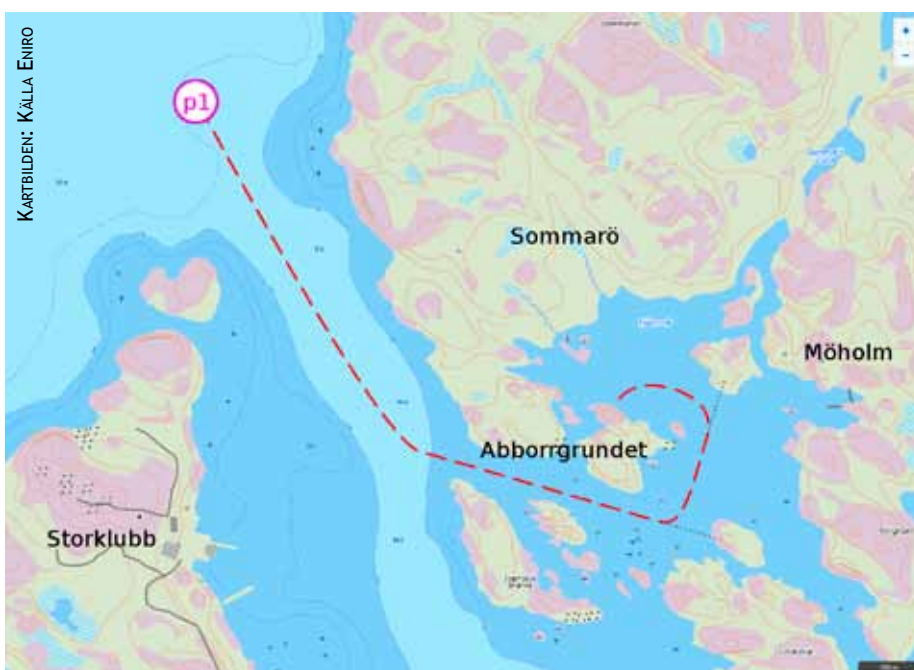 KARTBILDEN: KÄLLA ENIRO
p1
+
-
Sommarö
Möholm
Abborrgrundet
Storklubb